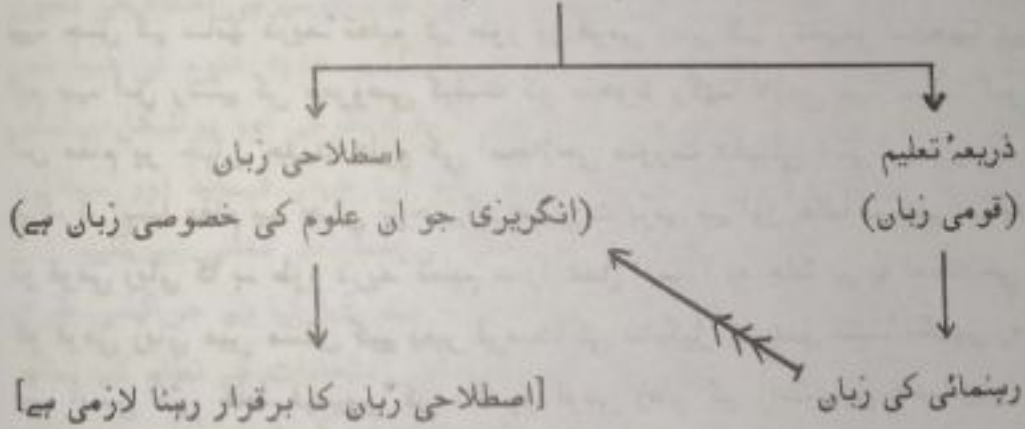 ذریعہٴ تعلیم
(قومی زبان)
اصطلاحی زبان
(انگریزی جو ان علوم کی خصوصی زبان ہے)
رہنمائی کی زبان
[اصطلاحی زبان کا برقرار رہنا لازمی ہے]